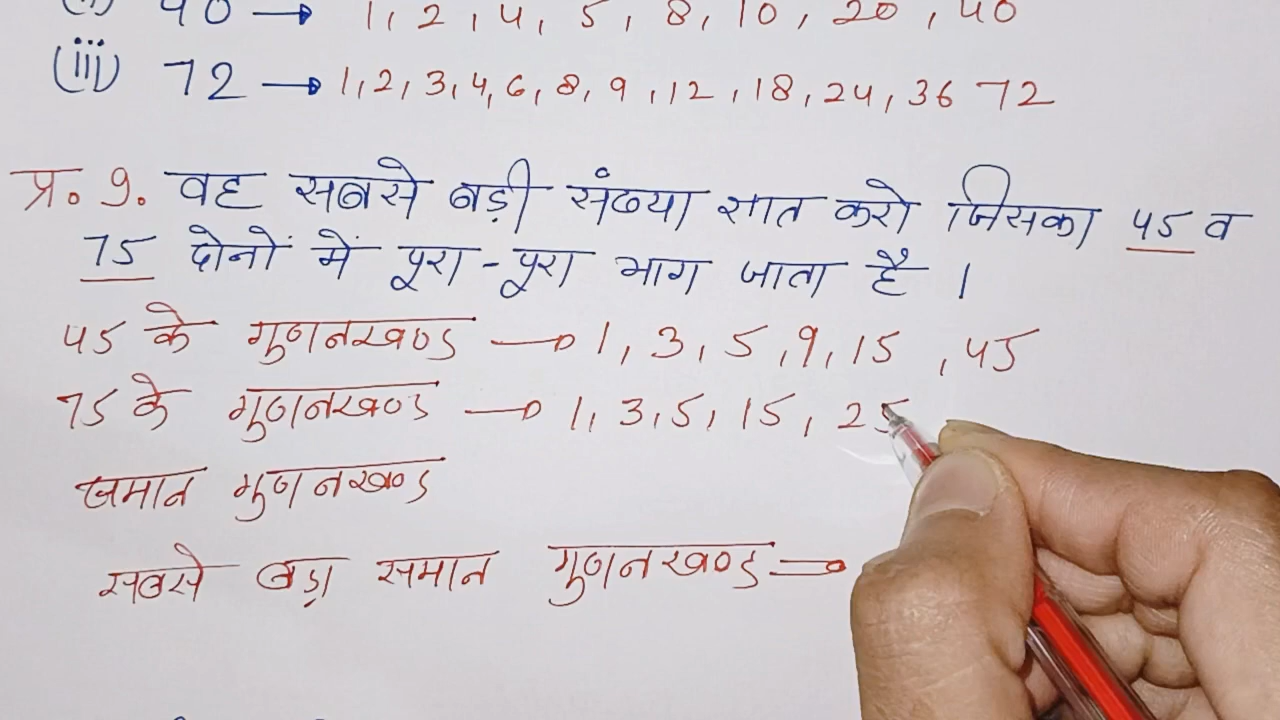 40 → 1, 2, 4, 5, 8, 10, 20, 40
(iii) 72 → 1, 2, 3, 4, 6, 8, 9, 12, 18, 24, 36 72
प्र. 9. वह सबसे बड़ी संख्या ज्ञात करो जिसका 45 व
75 दोनों में पूरा-पूरा भाग जाता है ।
45 के गुणनखण्ड → 1, 3, 5, 9, 15 , 45
75 के गुणनखण्ड → 1, 3, 5, 15, 25
समान गुणनखण्ड
सबसे बड़ा समान गुणनखण्ड →